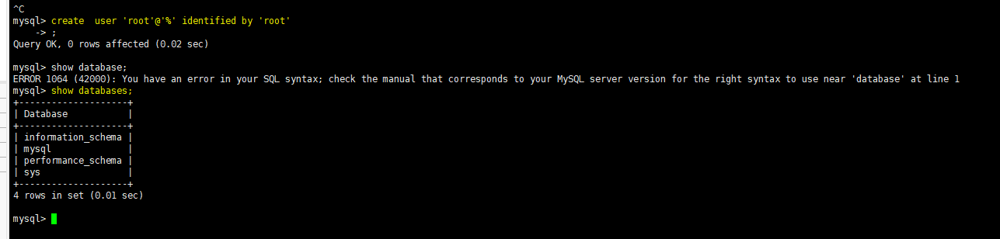 ^C
mysql> create  user 'root'@'%' identified by 'root'
    -> ;
Query OK, 0 rows affected (0.02 sec)
mysql> show database;
ERROR 1064 (42000): You have an error in your SQL syntax; check the manual that corresponds to your MySQL server version for the right syntax to use near 'database' at line 1
mysql> show databases;
+--------------------+
| Database           |
+--------------------+
| information_schema |
| mysql              |
| performance_schema |
| sys                |
+--------------------+
4 rows in set (0.01 sec)
mysql>